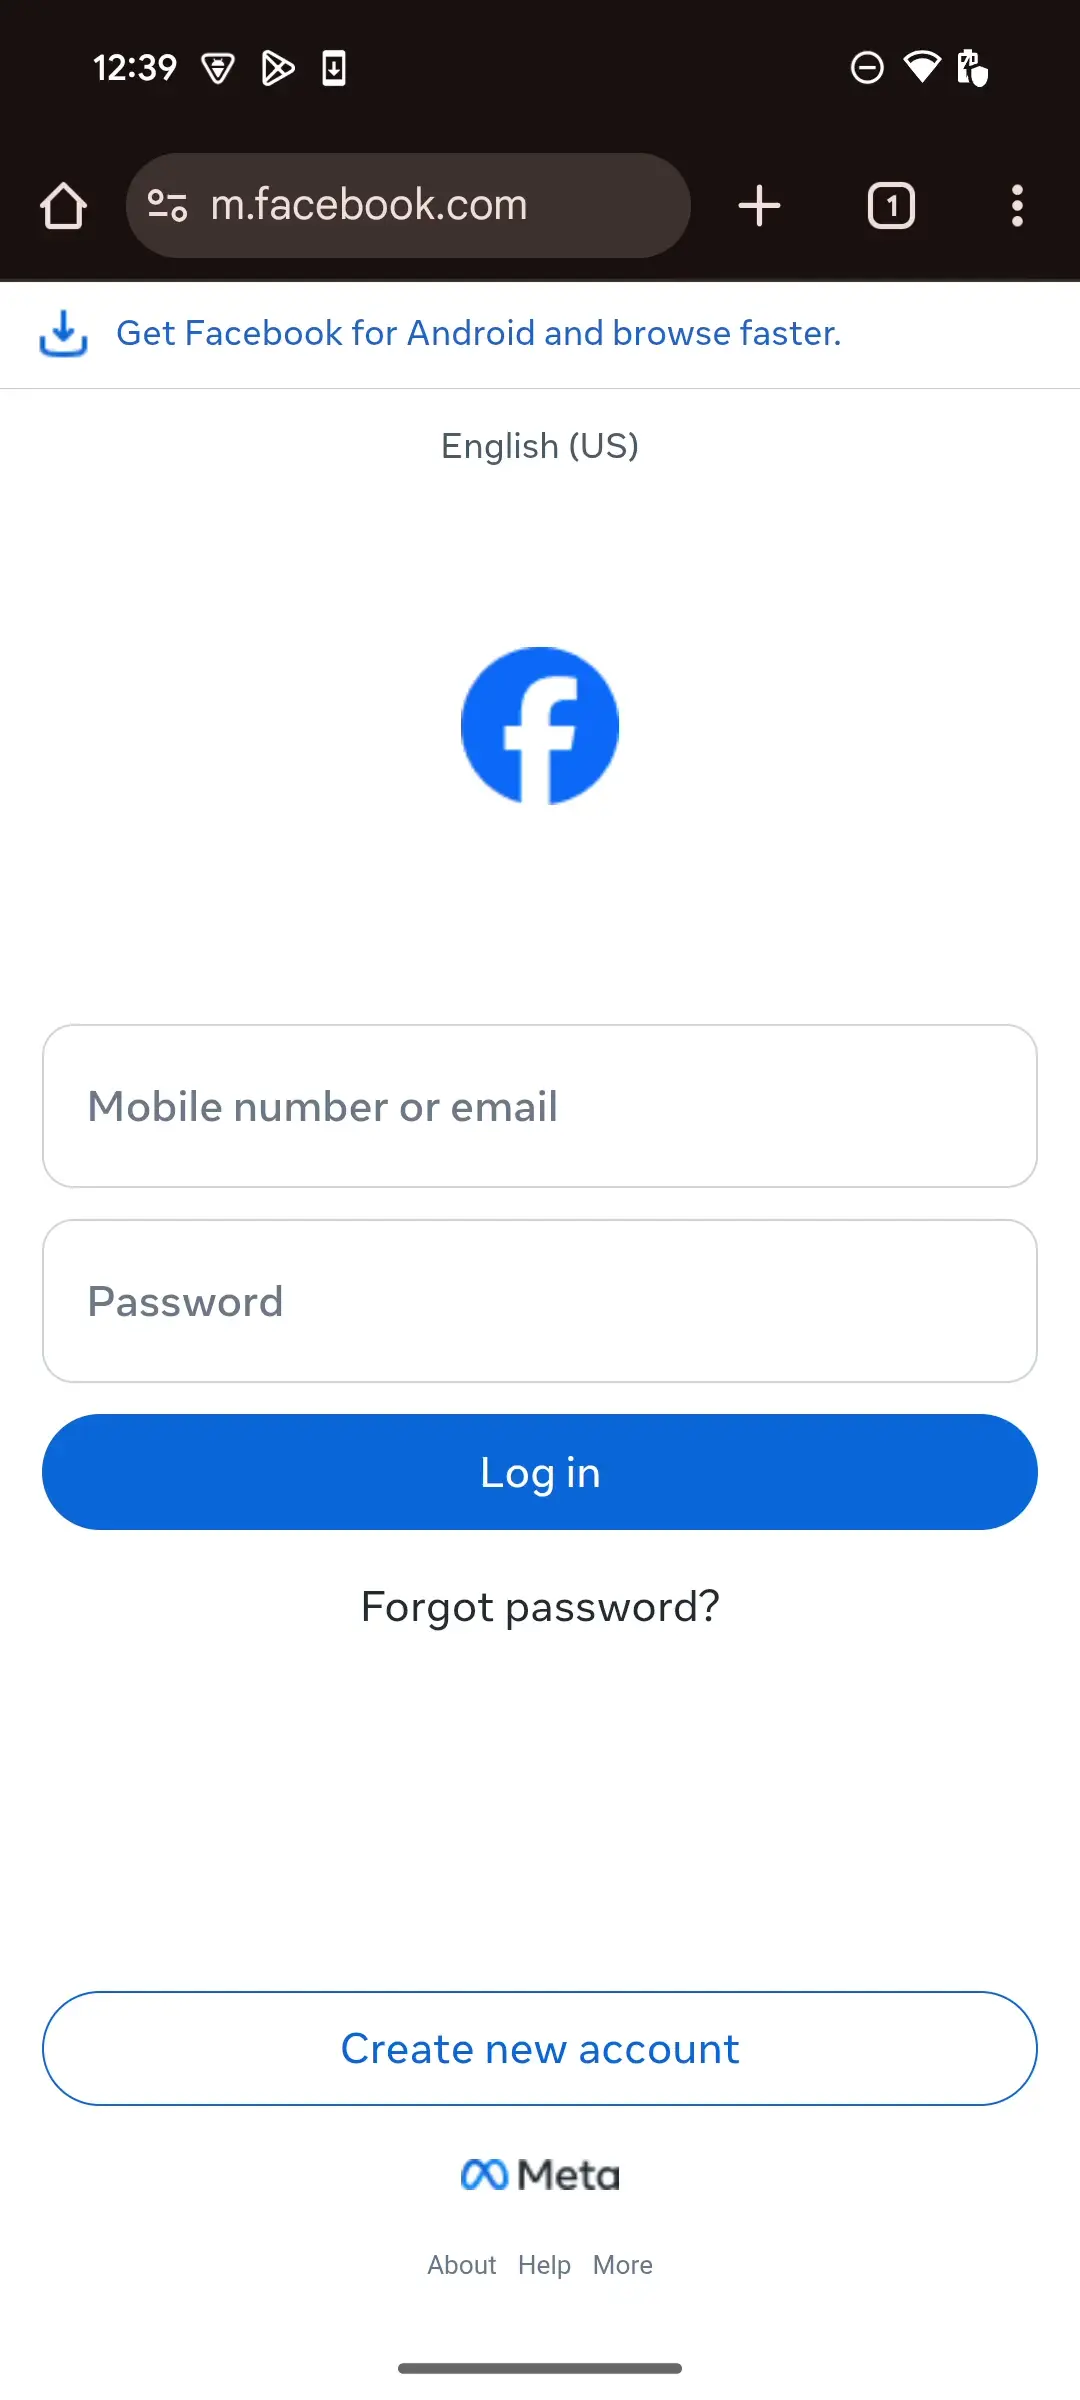 12:39
m.facebook.com
1
Get Facebook for Android and browse faster.
English (US)
Mobile number or email
Password
Log in
Forgot password?
Create new account
Meta
About Help More